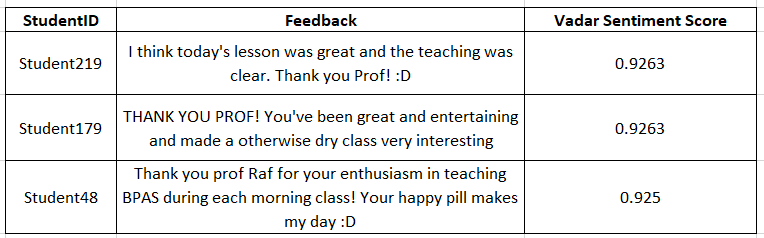 StudentID Feedback Vadar Sentiment Score
Student219 I think today's lesson was great and the teaching was 0.9263
clear. Thank you Prof! :D
Student179 THANK YOU PROF! You've been great and entertaining 0.9263
and made a otherwise dry class very interesting
Student48 Thank you prof Raf for your enthusiasm in teaching 0.925
BPAS during each morning class! Your happy pill makes
my day :D